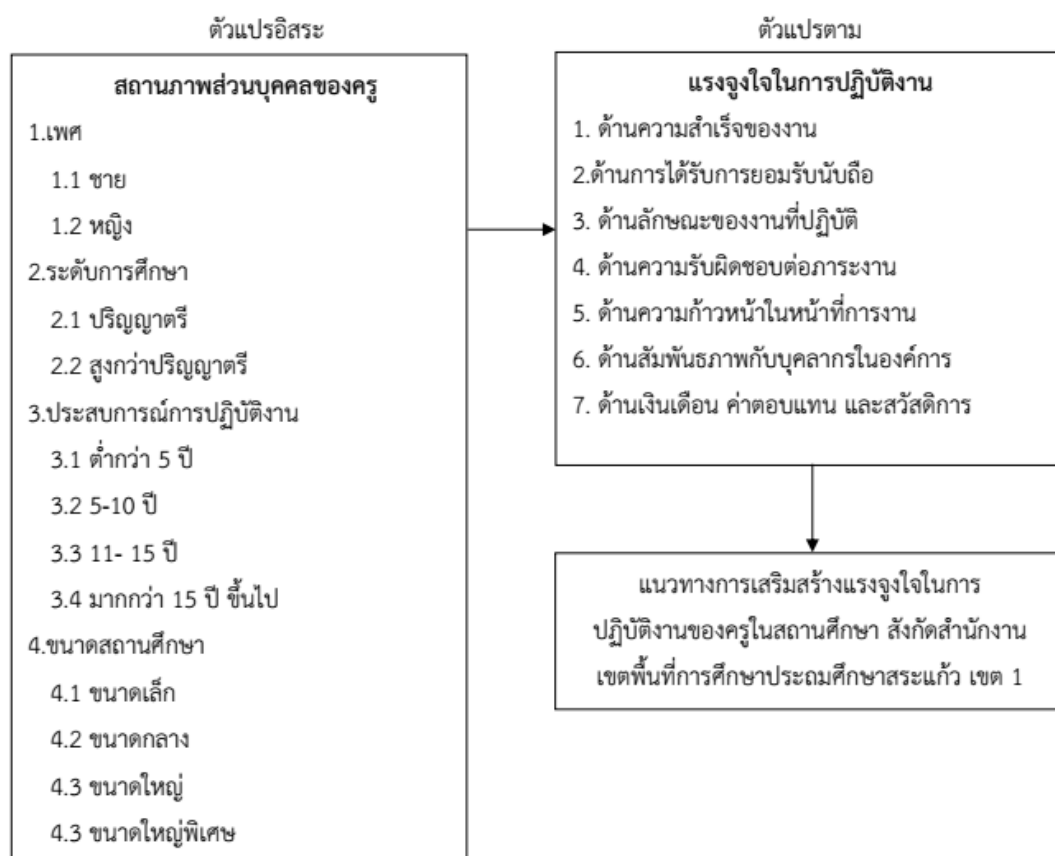 ตัวแปรอิสระ
สถานภาพส่วนบุคคลของครู
1.เพศ
1.1 ชาย
1.2 หญิง
2.ระดับการศึกษา
2.1 ปริญญาตรี
2.2 สูงกว่าปริญญาตรี
3.ประสบการณ์การปฏิบัติงาน
3.1 ต่ำกว่า 5 ปี
3.2 5-10 ปี
3.3 11- 15 ปี
3.4 มากกว่า 15 ปี ขึ้นไป
4.ขนาดสถานศึกษา
4.1 ขนาดเล็ก
4.2 ขนาดกลาง
4.3 ขนาดใหญ่
4.3 ขนาดใหญ่พิเศษ
ตัวแปรตาม
แรงจูงใจในการปฏิบัติงาน
1. ด้านความสำเร็จของงาน
2.ด้านการได้รับการยอมรับนับถือ
3. ด้านลักษณะของงานที่ปฏิบัติ
4. ด้านความรับผิดชอบต่อภาระงาน
5. ด้านความก้าวหน้าในหน้าที่การงาน
6. ด้านสัมพันธภาพกับบุคลากรในองค์การ
7. ด้านเงินเดือน ค่าตอบแทน และสวัสดิการ
แนวทางการเสริมสร้างแรงจูงใจในการ
ปฏิบัติงานของครูในสถานศึกษา สังกัดสำนักงาน
เขตพื้นที่การศึกษาประถมศึกษาสระแก้ว เขต 1